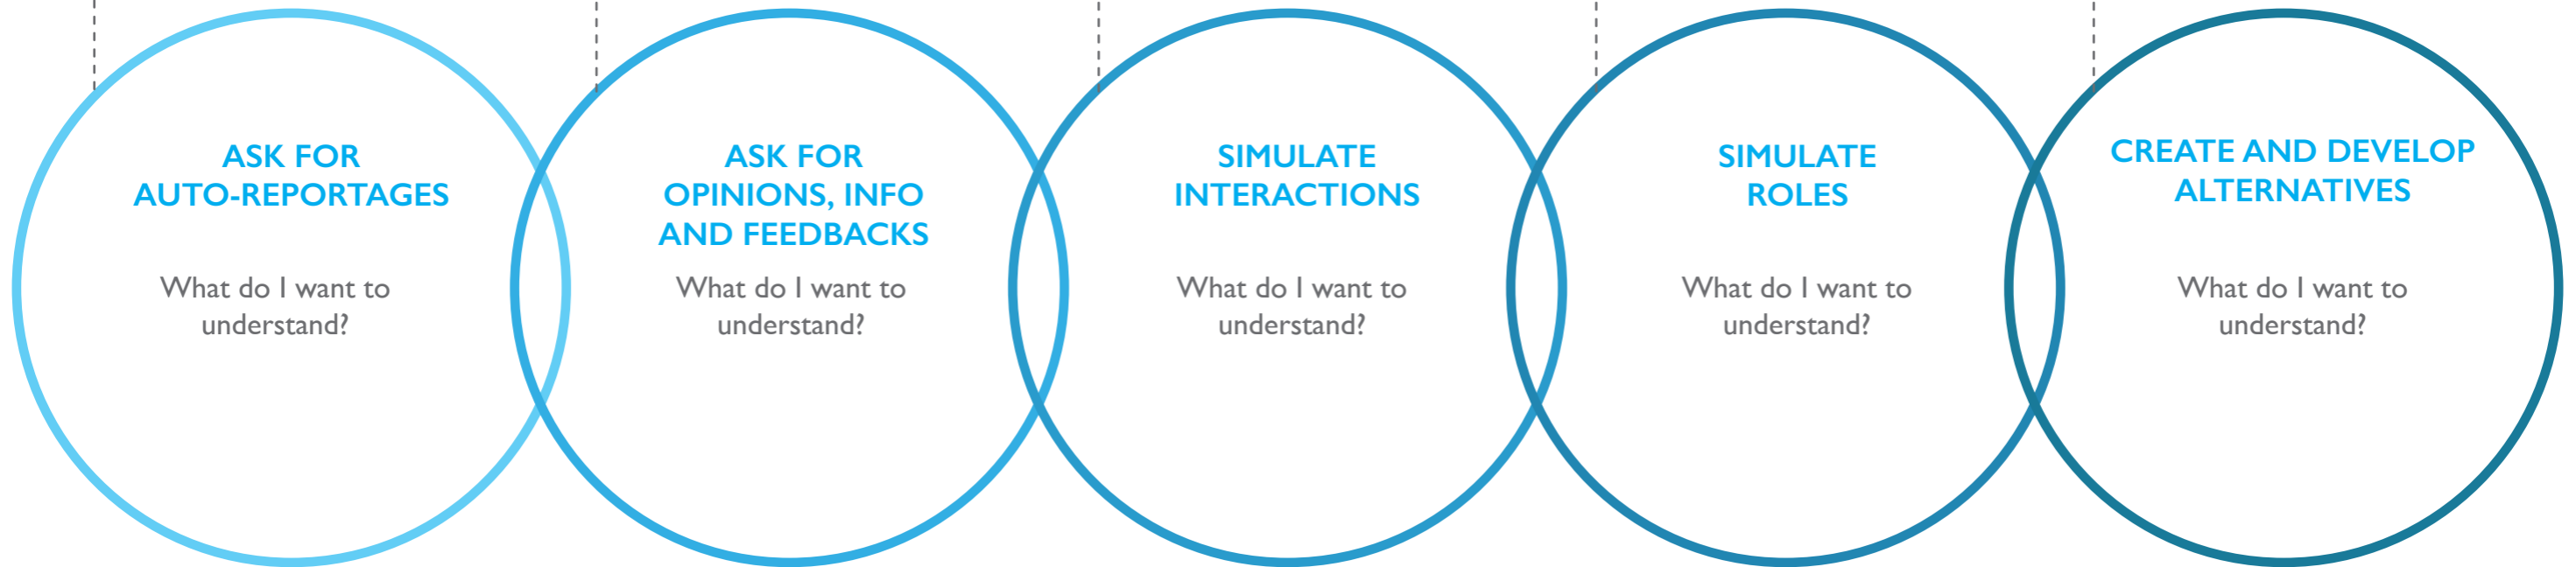 ASK FOR
AUTO-REPORTAGES
What do I want to
understand?
ASK FOR
OPINIONS, INFO
AND FEEDBACKS
What do I want to
understand?
SIMULATE
INTERACTIONS
What do I want to
understand?
SIMULATE
ROLES
What do I want to
understand?
CREATE AND DEVELOP
ALTERNATIVES
What do I want to
understand?